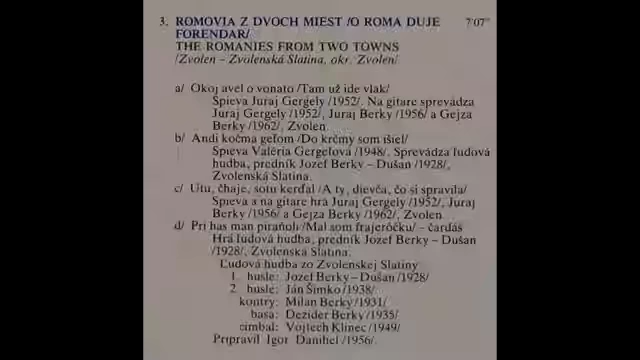 3. ROMOVIA Z DVOCH MIEST /O ROMA DUJE 7'07"
FORENDAR/
THE ROMANIES FROM TWO TOWNS
/Zvolen – Zvolenská Slatina, okr. Zvolen/
a/ Okoj avel o vonato /Tam už ide vlak/
Spieva Juraj Gergely /1952/. Na gitare sprevádza
Juraj Gergely /1952/, Juraj Berky /1956/ a Gejza
Berky /1962/, Zvolen.
b/ Andi kočma geľom /Do krčmy som išiel/
Spieva Valéria Gergeľová /1948/. Sprevádza ľudová
hudba, predník Jozef Berky – Dušan /1928/,
Zvolenská Slatina.
c/ Utu, čhaje, sotu kerďal /A ty, dievča, čo si spravila/
Spieva a na gitare hrá Juraj Gergely /1952/, Juraj
Berky /1956/ a Gejza Berky /1962/, Zvolen
d/ Pri has man piraňoři /Mal som frajerôčku/ – čardáš
Hrá ľudová hudba, predník Jozef Berky – Dušan
/1928/, Zvolenská Slatina.
Ľudová hudba zo Zvolenskej Slatiny
1. husle: Jozef Berky – Dušan /1928/
2. husle: Ján Šimko /1938/
kontry: Milan Berky /1931/
basa: Dezider Berky /1935/
cimbal: Vojtech Klinec /1949/
Pripravil Igor Danihel /1956/.